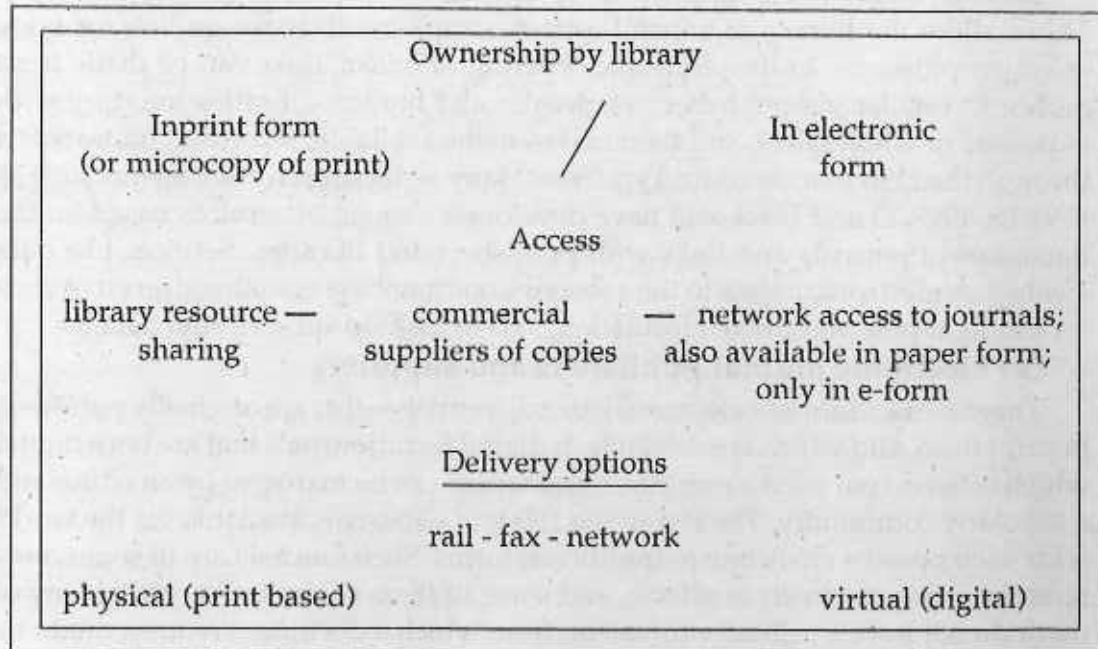 Ownership by library
Inprint form
(or microcopy of print)
In electronic
form
Access
library resource —
sharing
commercial
suppliers of copies
— network access to journals;
also available in paper form;
only in e-form
Delivery options
rail - fax - network
physical (print based)
virtual (digital)